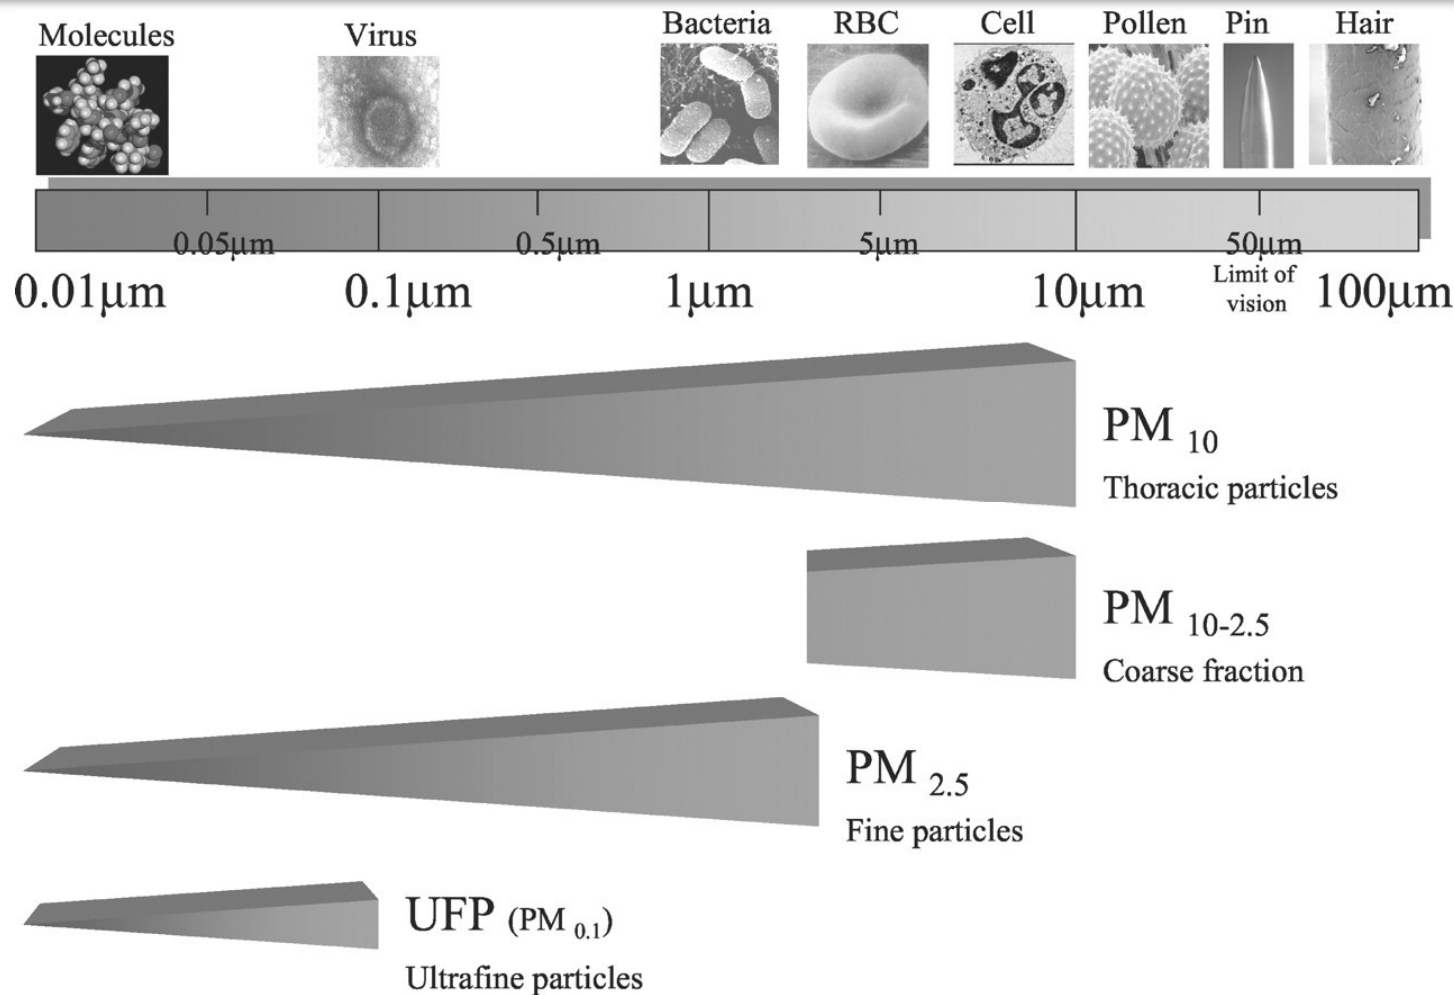 Molecules
Virus
Bacteria
RBC
Cell
Pollen
Pin
Hair
0.05μm
0.5μm
5μm
50μm
0.01μm
0.1μm
1μm
10μm
Limit of
vision
100μm
PM 10
Thoracic particles
PM 10-2.5
Coarse fraction
PM 2.5
Fine particles
UFP (PM 0.1)
Ultrafine particles